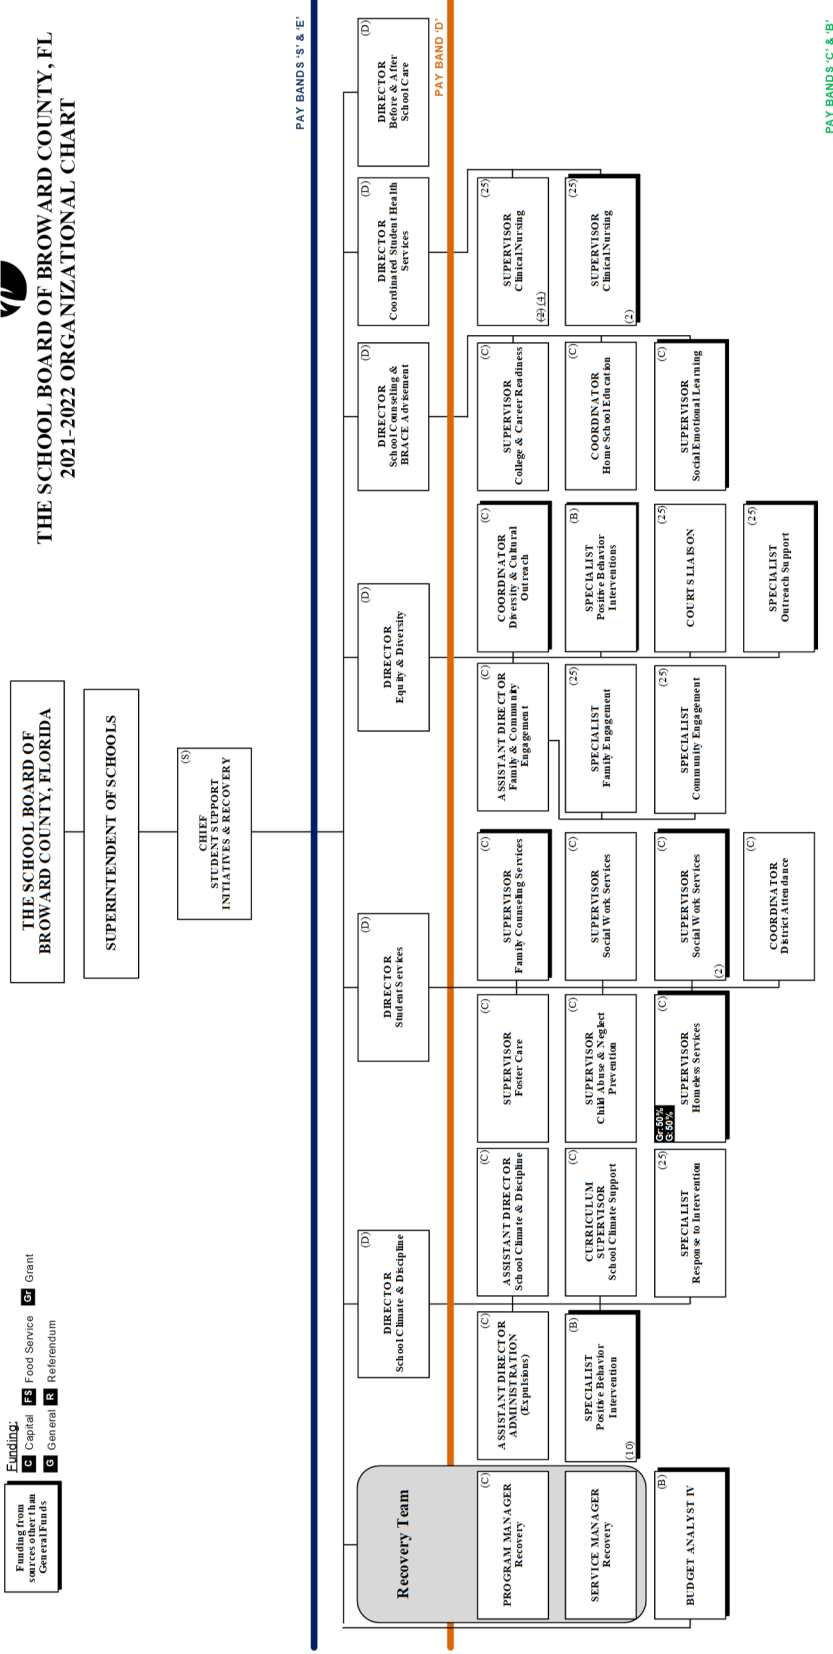 THE SCHOOL BOARD OF BROWARD COUNTY, FL
2021-2022 ORGANIZATIONAL CHART
Funding from
sources other than
General Funds
Funding:
C Capital FS Food Service Gr Grant
G General R Referendum
THE SCHOOL BOARD OF
BROWARD COUNTY, FLORIDA
SUPERINTENDENT OF SCHOOLS
(S)
CHIEF
STUDENT SUPPORT
INITIATIVES & RECOVERY
PAY BANDS 'S' & 'E'
Recovery Team
(D)
DIRECTOR
School Climate & Discipline
(D)
DIRECTOR
Student Services
(D)
DIRECTOR
Equity & Diversity
(D)
DIRECTOR
School Counseling &
BRACE Advisement
(D)
DIRECTOR
Coordinated Student Health
Services
(D)
DIRECTOR
Before & After
School Care
PAY BAND 'D'
(C)
PROGRAM MANAGER
Recovery
SERVICE MANAGER
Recovery
(B)
BUDGET ANALYST IV
(C)
ASSISTANT DIRECTOR
ADMINISTRATION
(Expulsions)
(B)
SPECIALIST
Positive Behavior
Intervention
(10)
(C)
ASSISTANT DIRECTOR
School Climate & Discipline
(C)
CURRICULUM
SUPERVISOR
School Climate Support
(25)
SPECIALIST
Response to Intervention
(C)
SUPERVISOR
Foster Care
(C)
SUPERVISOR
Child Abuse & Neglect
Prevention
Gr: 50%
G: 50%
(C)
SUPERVISOR
Homeless Services
(C)
SUPERVISOR
Family Counseling Services
(C)
SUPERVISOR
Social Work Services
(C)
SUPERVISOR
Social Work Services
(2)
(C)
COORDINATOR
District Attendance
(C)
ASSISTANT DIRECTOR
Family & Community
Engagement
(25)
SPECIALIST
Family Engagement
(25)
SPECIALIST
Community Engagement
(C)
COORDINATOR
Diversity & Cultural
Outreach
(B)
SPECIALIST
Positive Behavior
Interventions
(25)
COURTS LIAISON
(25)
SPECIALIST
Outreach Support
(C)
SUPERVISOR
College & Career Readiness
(C)
COORDINATOR
Home School Education
(C)
SUPERVISOR
Social Emotional Learning
(25)
SUPERVISOR
Clinical Nursing
(2) (4)
(25)
SUPERVISOR
Clinical Nursing
(2)
PAY BANDS 'C' & 'B'